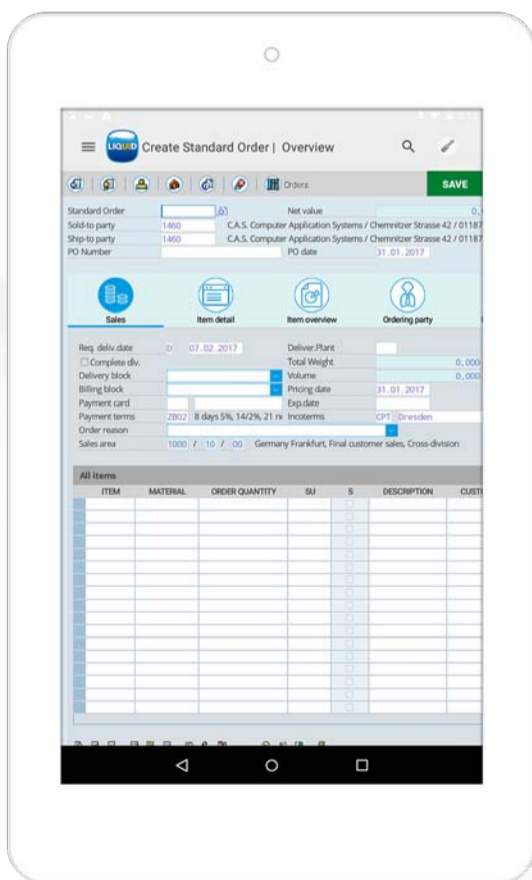 LIQUID Create Standard Order | Overview
Orders SAVE
Standard Order Net value 0,
Sold-to party 1460 C.A.S. Computer Application Systems / Chemnitzer Strasse 42 / 01187
Ship-to party 1460 C.A.S. Computer Application Systems / Chemnitzer Strasse 42 / 01187
PO Number PO date 31.01.2017
Sales Item detail Item overview Ordering party
Req. deliv.date D 07.02.2017 Deliver.Plant
Complete dlv. Total Weight 0,000
Delivery block Volume 0,000
Billing block Pricing date 31.01.2017
Payment card Exp.date
Payment terms ZB02 8 days 5%, 14/2%, 21 ne Incoterms CPT Dresden
Order reason
Sales area 1000 / 10 / 00 Germany Frankfurt, Final customer sales, Cross-division
All items
ITEM MATERIAL ORDER QUANTITY SU S DESCRIPTION CUST